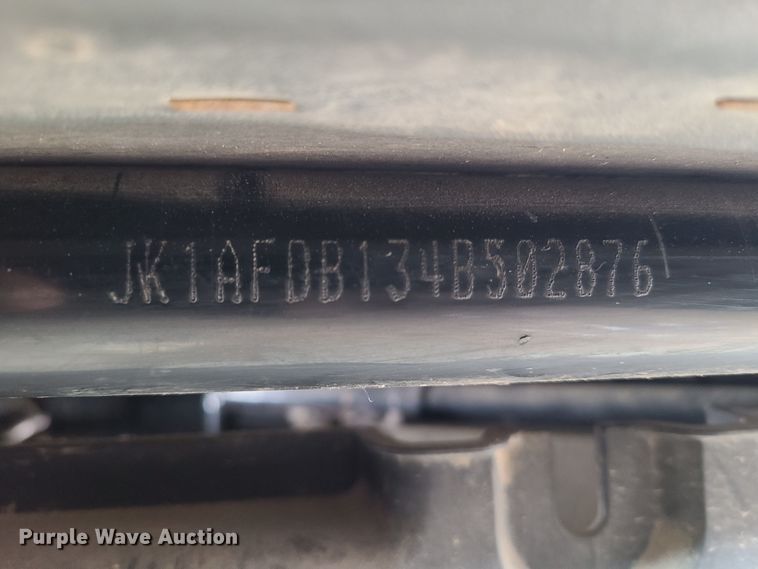 JK1AFDB134B502876
Purple Wave Auction